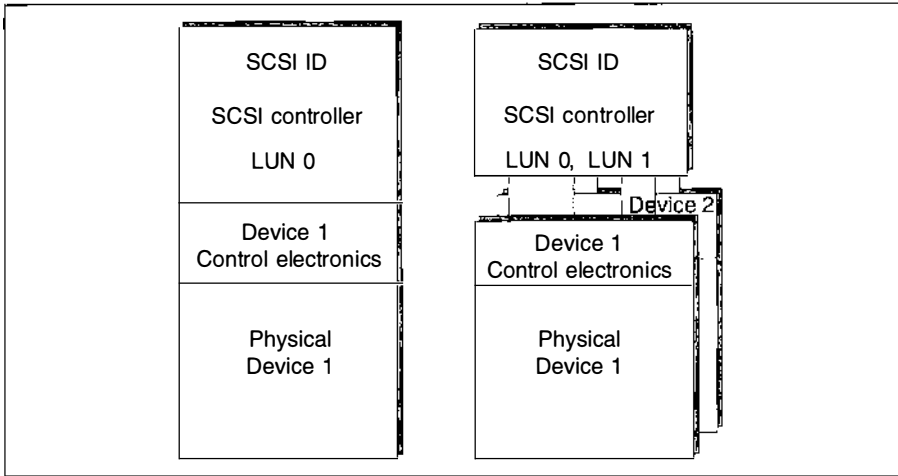 SCSI ID
SCSI controller
LUN 0
Device 1
Control electronics
Physical
Device 1
SCSI ID
SCSI controller
LUN 0, LUN 1
Device 2
Device 1
Control electronics
Physical
Device 1